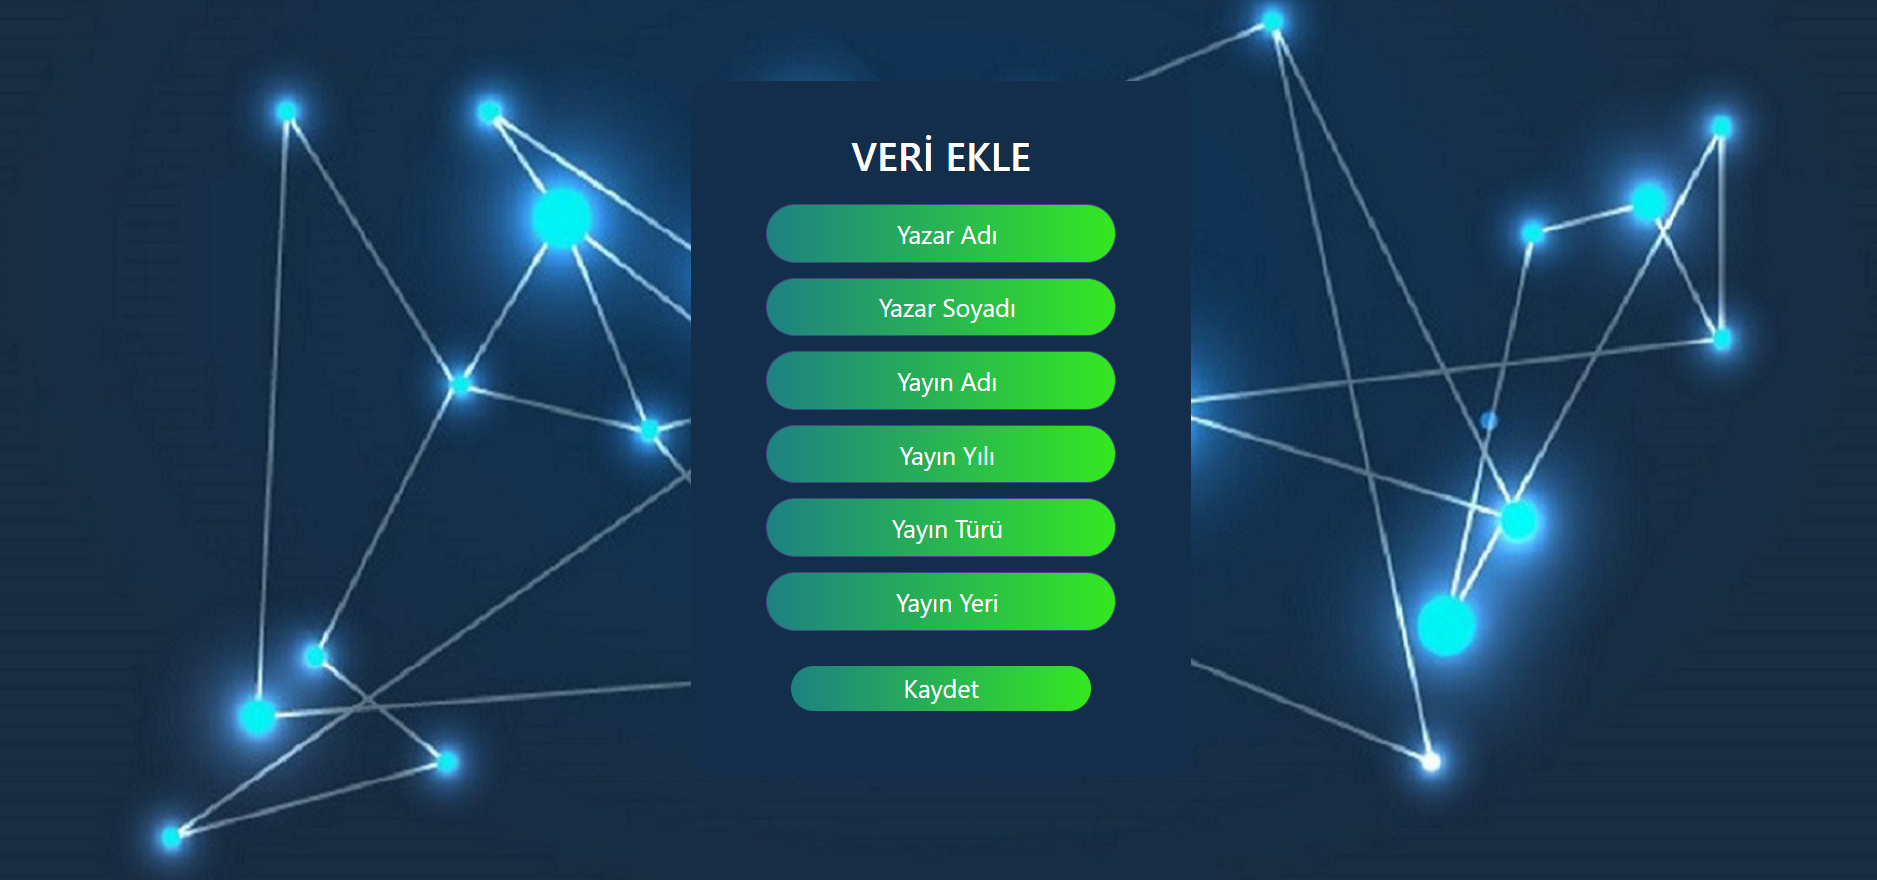 VERİ EKLE
Yazar Adı
Yazar Soyadı
Yayın Adı
Yayın Yılı
Yayın Türü
Yayın Yeri
Kaydet